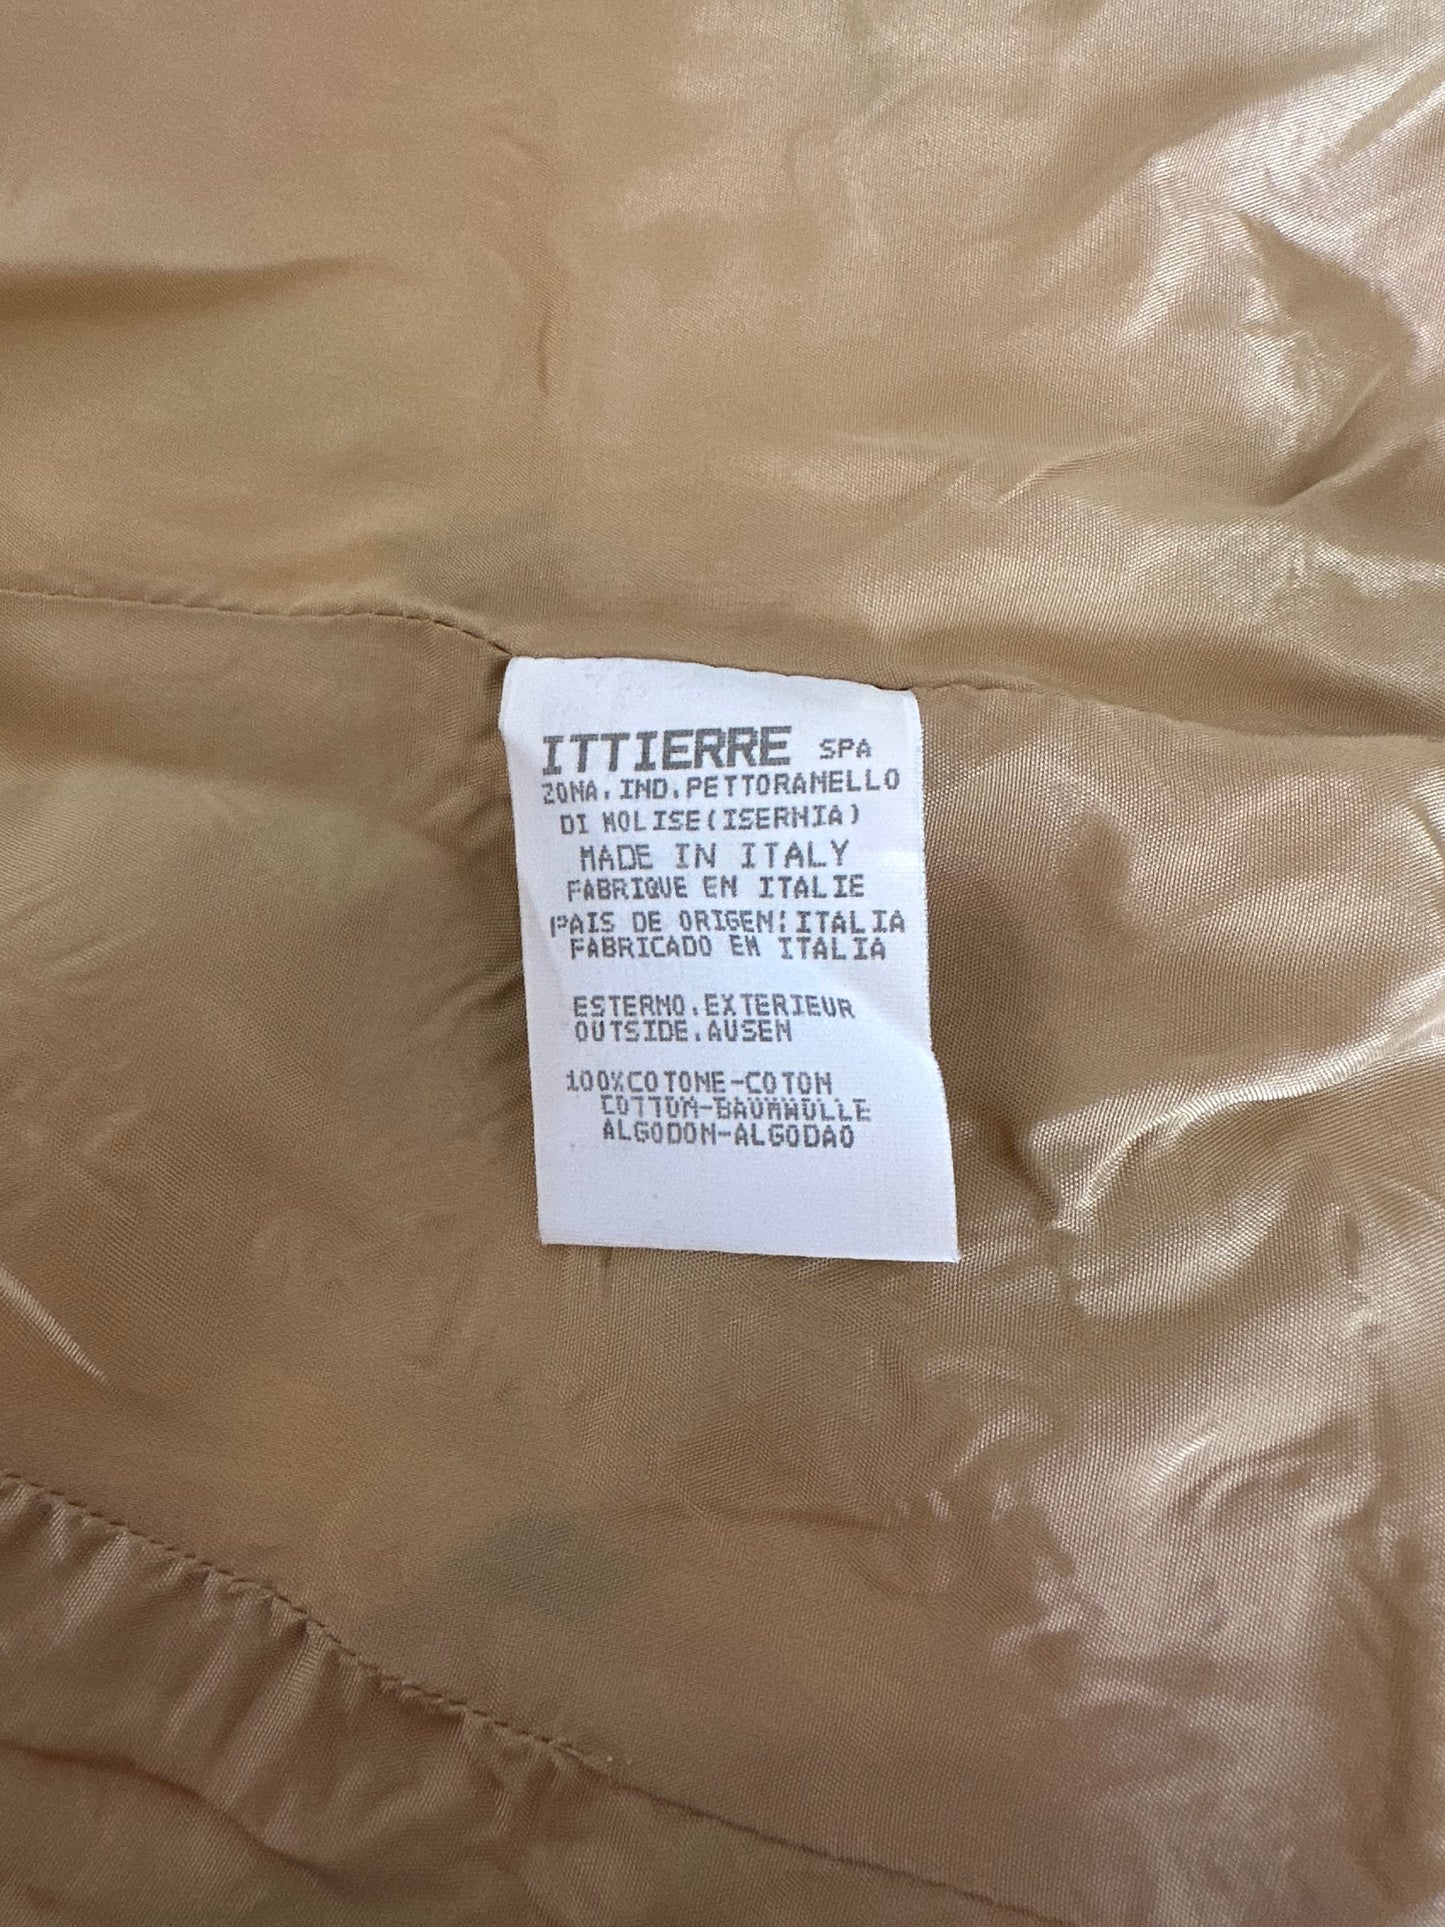 ITTIERRE SPA
ZONA.IND.PETTORANELLO
DI MOLISE(ISERNIA)
MADE IN ITALY
FABRIQUE EN ITALIE
PAIS DE ORIGEN:ITALIA
FABRICADO EN ITALIA
ESTERNO.EXTERIEUR
OUTSIDE.AUSEN
100%COTONE-COTON
COTTON-BAUMWOLLE
ALGODON-ALGODAO